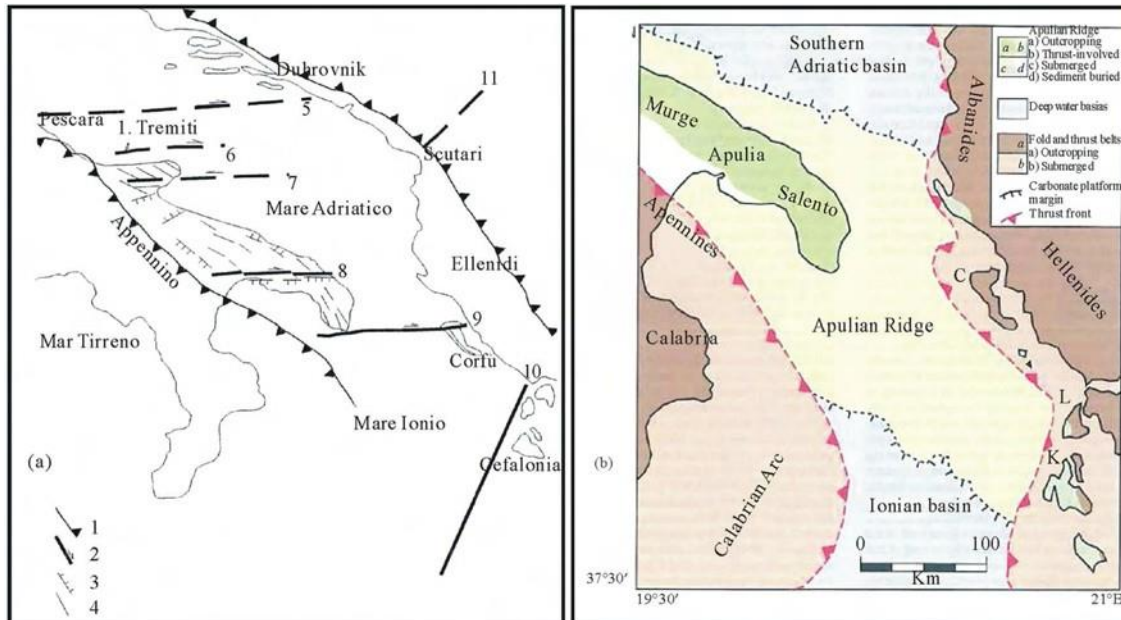 Dubrovnik
11
Pescara
5
1. Tremiti
Scutari
6
7
Mare Adriatico
Appennino
Ellenidi
8
9
Mar Tirreno
Corfu
10
Mare Ionio
Cefalonia
(a)
1
2
3
4
Southern
Adriatic basin
Albanides
Murge
Apulia
Salento
Apennines
Hellenides
C
Apulian Ridge
Calabria
L
K
(b)
Calabrian Arc
Ionian basin
0 100
Km
37°30′
19°30′ 21°E
Apulian Ridge
a b a) Outcropping
b) Thrust-involved
c d c) Submerged
d) Sediment buried
Deep water basias
a Fold and thrust belts
a) Outcropping
b b) Submerged
Carbonate platform
margin
Thrust front